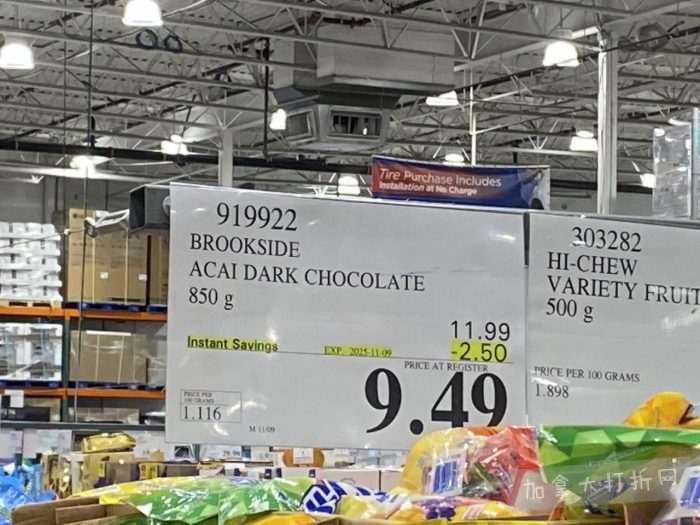 Tire Purchase Includes
Installation at No Charge
919922
BROOKSIDE
ACAI DARK CHOCOLATE
850 g
11.99
Instant Savings
EXP. 2025-11-09
-2.50
PRICE AT REGISTER
9.49
PRICE PER
100 GRAMS
1.116
M 11/09
303282
HI-CHEW
VARIETY FRUIT
500 g
PRICE PER 100 GRAMS
1.898
加拿大打折网